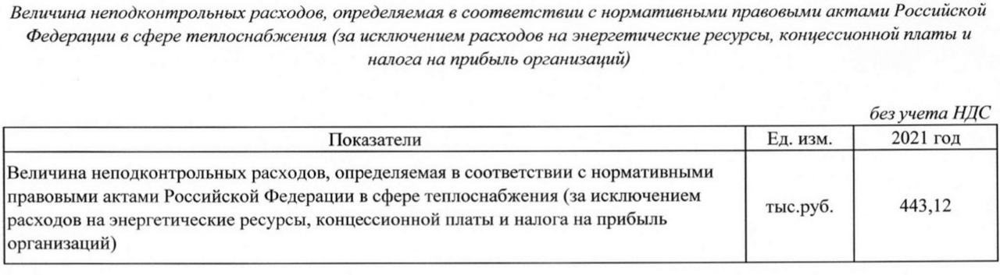 Величина неподконтрольных расходов, определяемая в соответствии с нормативными правовыми актами Российской
Федерации в сфере теплоснабжения (за исключением расходов на энергетические ресурсы, концессионной платы и
налога на прибыль организаций)
без учета НДС
Показатели Ед. изм. 2021 год
Величина неподконтрольных расходов, определяемая в соответствии с нормативными
правовыми актами Российской Федерации в сфере теплоснабжения (за исключением
расходов на энергетические ресурсы, концессионной платы и налога на прибыль
организаций)
тыс.руб.
443,12